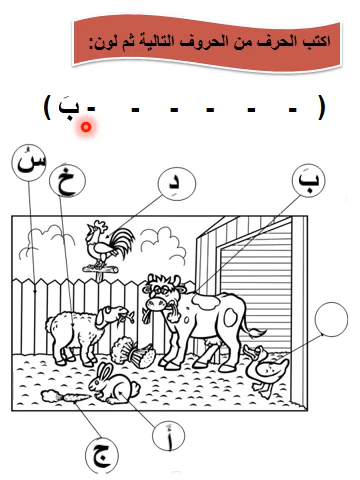 اكتب الحرف من الحروف التالية ثم لون:
( - - - - - - بَ )
بَ
دِ
خَ
سُ
أَ
ج